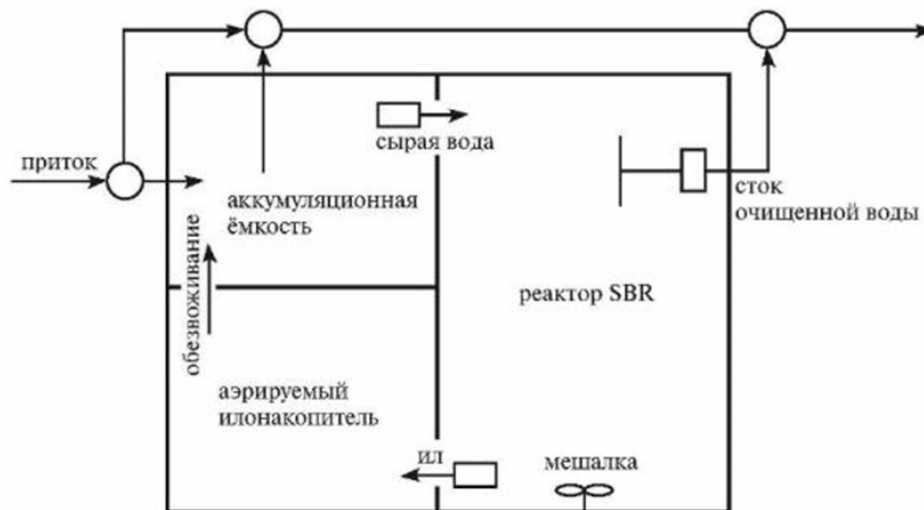 сырая вода
приток
аккумуляционная
ёмкость
сток
очищенной воды
обезвоживание
реактор SBR
аэрируемый
илонакопитель
ил
мешалка